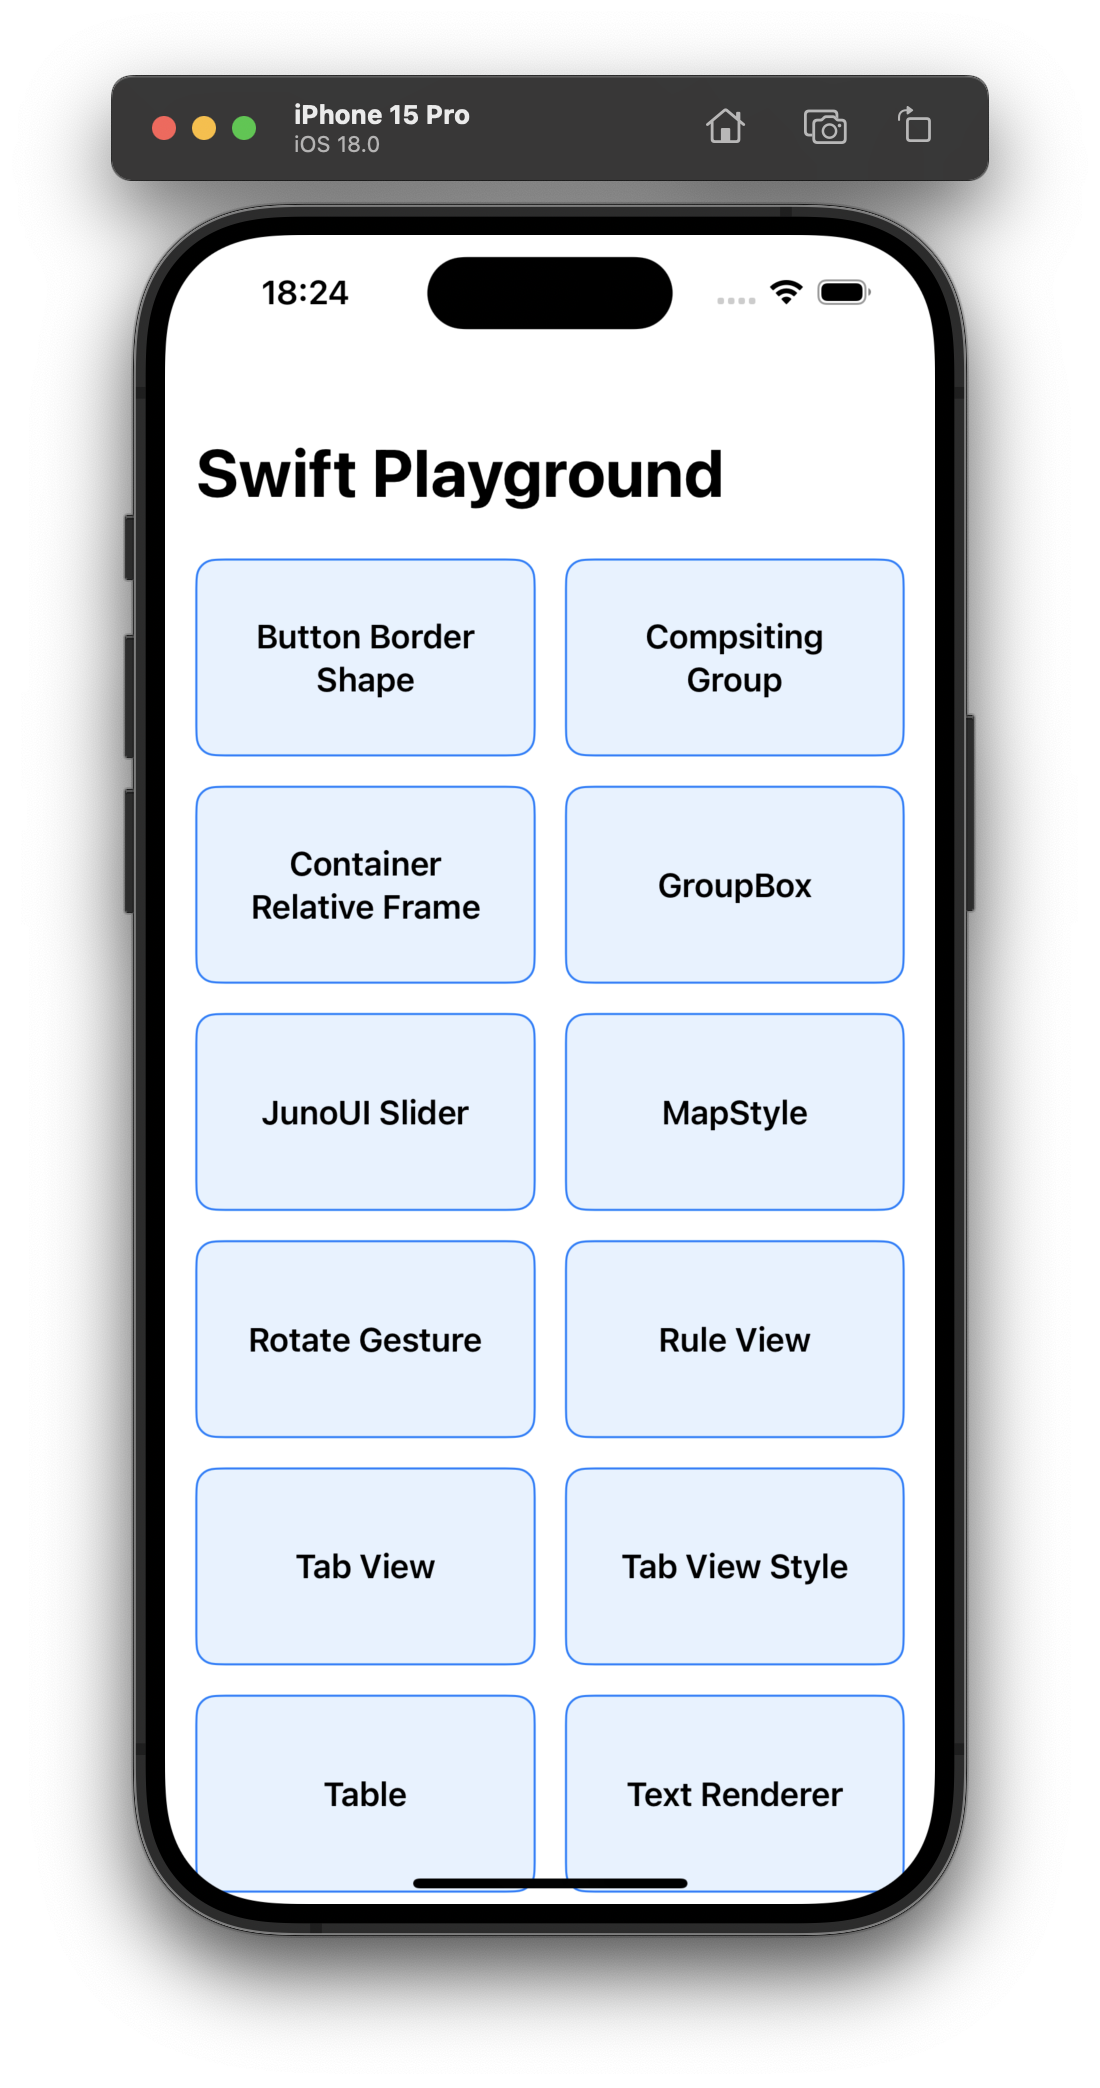 iPhone 15 Pro
iOS 18.0
18:24
Swift Playground
Button Border
Shape
Compsiting
Group
Container
Relative Frame
GroupBox
JunoUI Slider
MapStyle
Rotate Gesture
Rule View
Tab View
Tab View Style
Table
Text Renderer